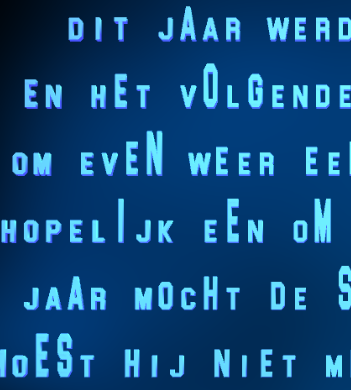 DIT JAAR WERD
EN HET VOLGENDE
OM EVEN WEER EE
HOPELIJK EEN OM
JAAR MOCHT DE S
MOEST HIJ NIET M